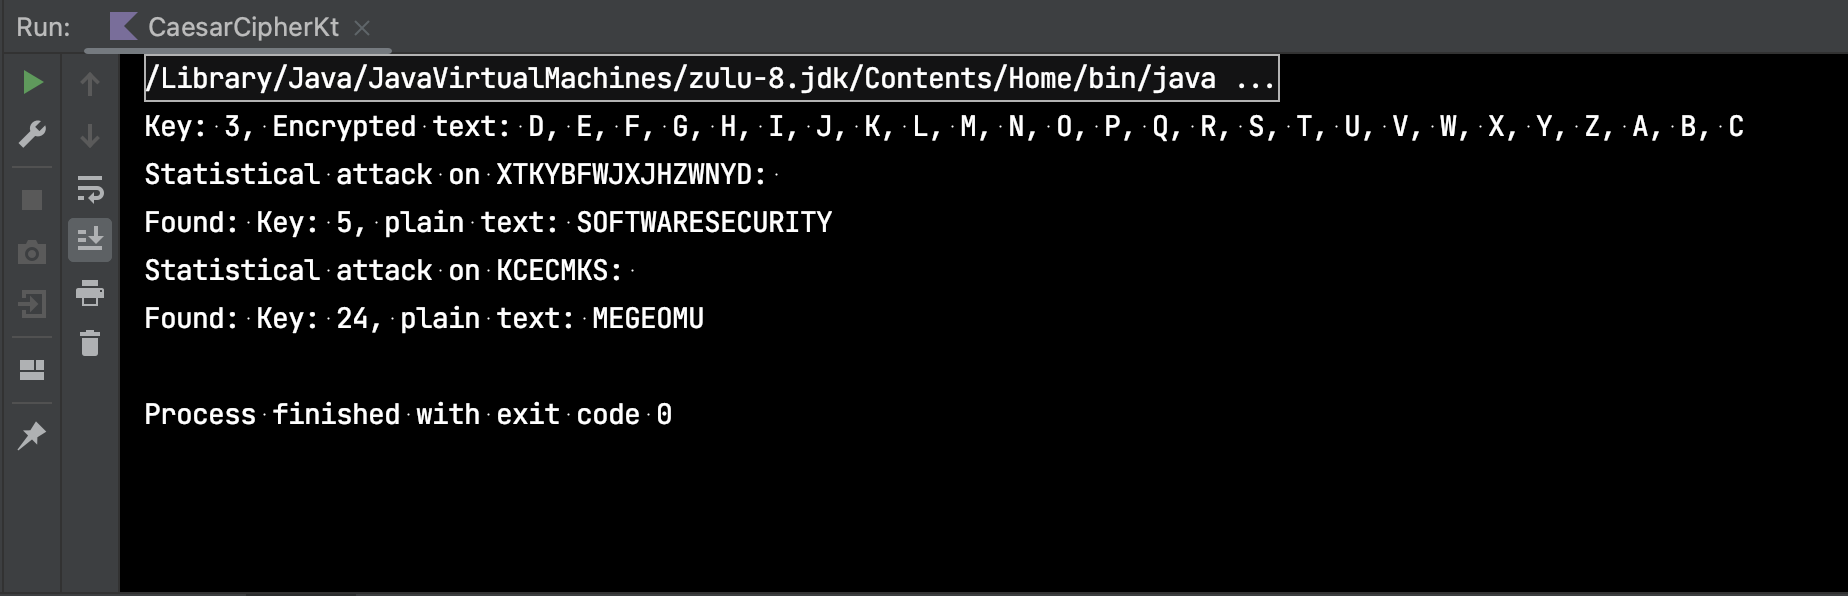 Run: CaesarCipherKt
/Library/Java/JavaVirtualMachines/zulu-8.jdk/Contents/Home/bin/java ...
Key: 3, Encrypted text: D, E, F, G, H, I, J, K, L, M, N, O, P, Q, R, S, T, U, V, W, X, Y, Z, A, B, C
Statistical attack on XTKYBFWJXJHZWNYD:
Found: Key: 5, plain text: SOFTWARESECURITY
Statistical attack on KCECMKS:
Found: Key: 24, plain text: MEGEOMU
Process finished with exit code 0